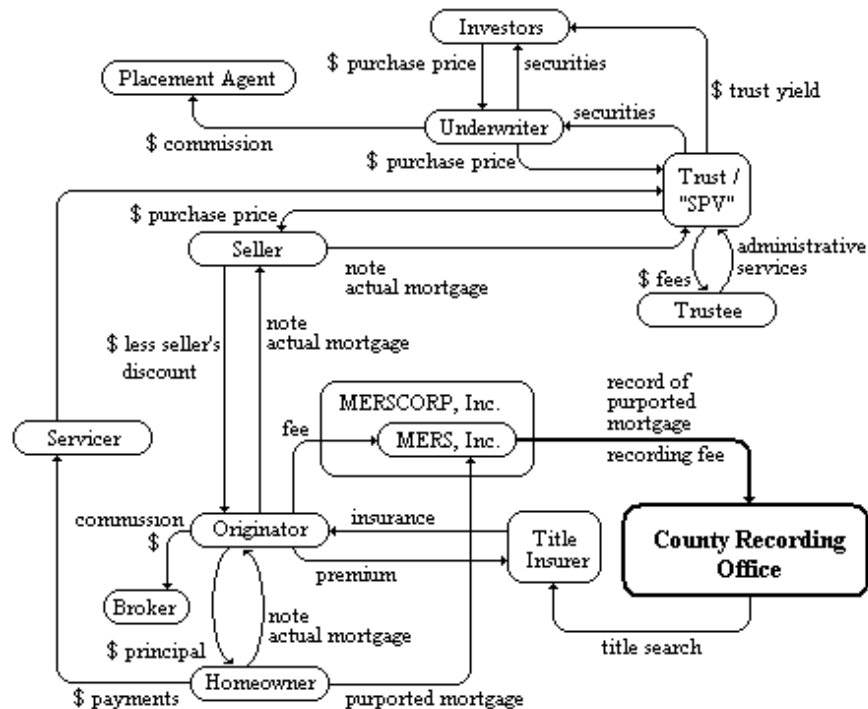 Investors
$ purchase price
securities
Placement Agent
$ trust yield
securities
Underwriter
$ commission
$ purchase price
Trust /
"SPV"
$ purchase price
Seller
administrative
services
note
actual mortgage
$ fees
Trustee
note
actual mortgage
$ less seller's
discount
record of
purported
mortgage
MERSCORP, Inc.
Servicer
fee
MERS, Inc.
recording fee
commission
$
Originator
insurance
Title
Insurer
County Recording
Office
premium
Broker
note
actual mortgage
$ principal
title search
Homeowner
$ payments
purported mortgage